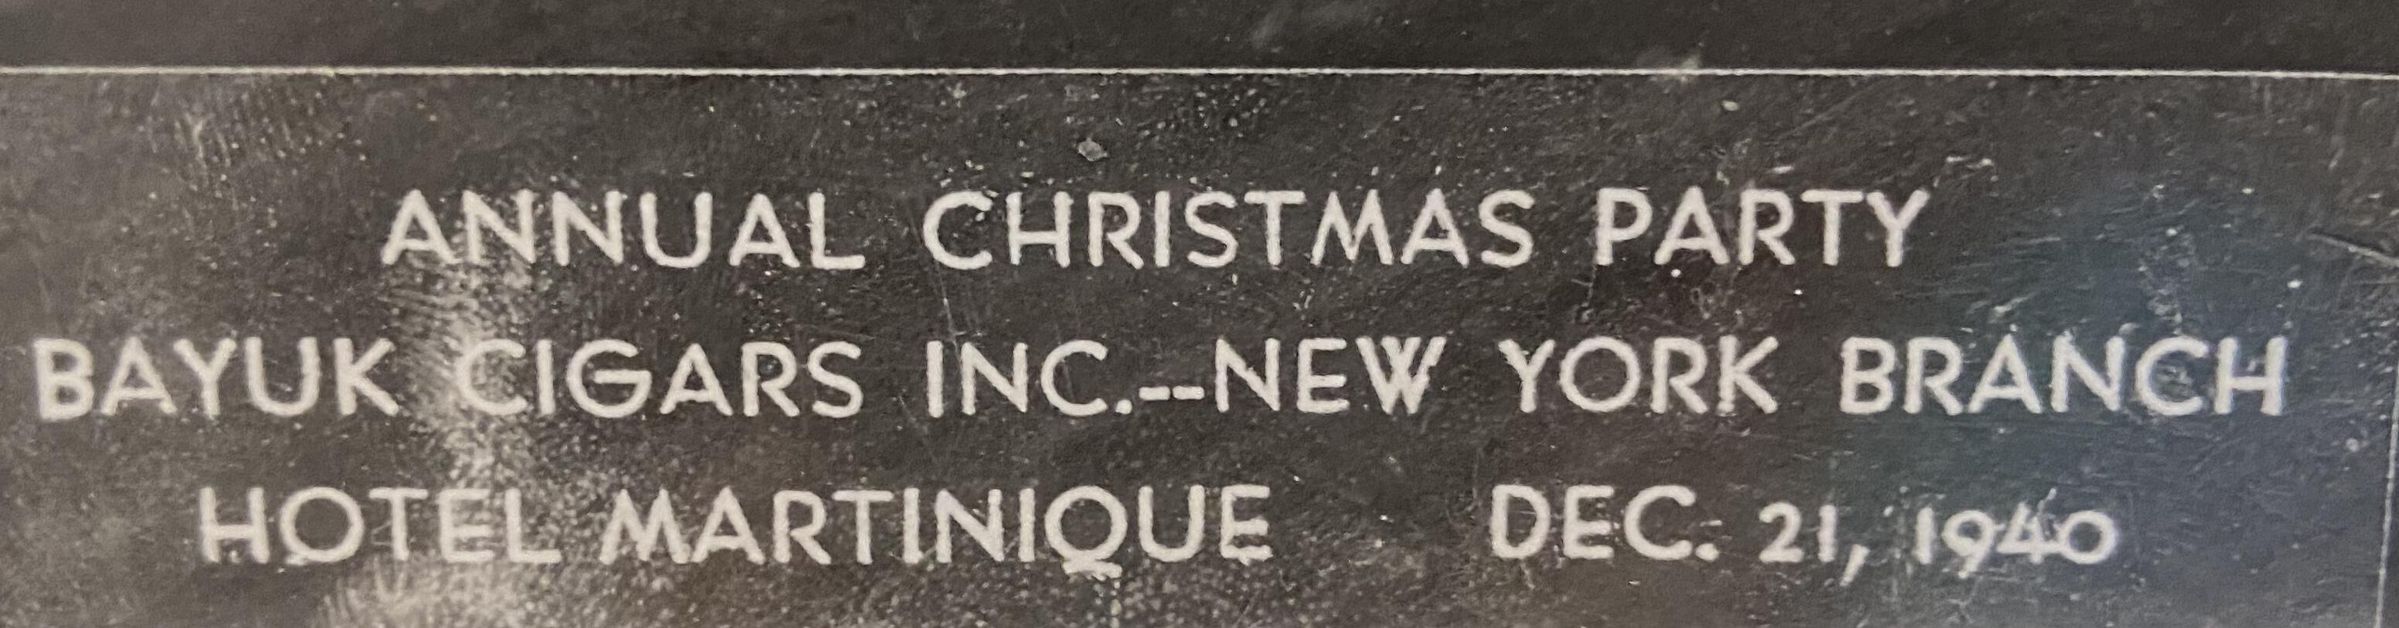 ANNUAL CHRISTMAS PARTY
BAYUK CIGARS INC.--NEW YORK BRANCH
HOTEL MARTINIQUE DEC. 21, 1940